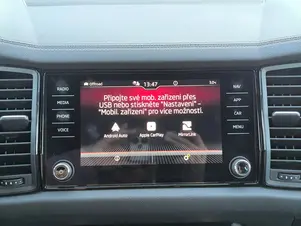 Offroad
13:47
Připojte své mob. zařízení přes
USB nebo stiskněte "Nastavení" -
"Mobil. zařízení" pro více možností.
Android Auto
Apple CarPlay
MirrorLink
RADIO
MEDIA
PHONE
VOICE
NAV
APP
CAR
MENU